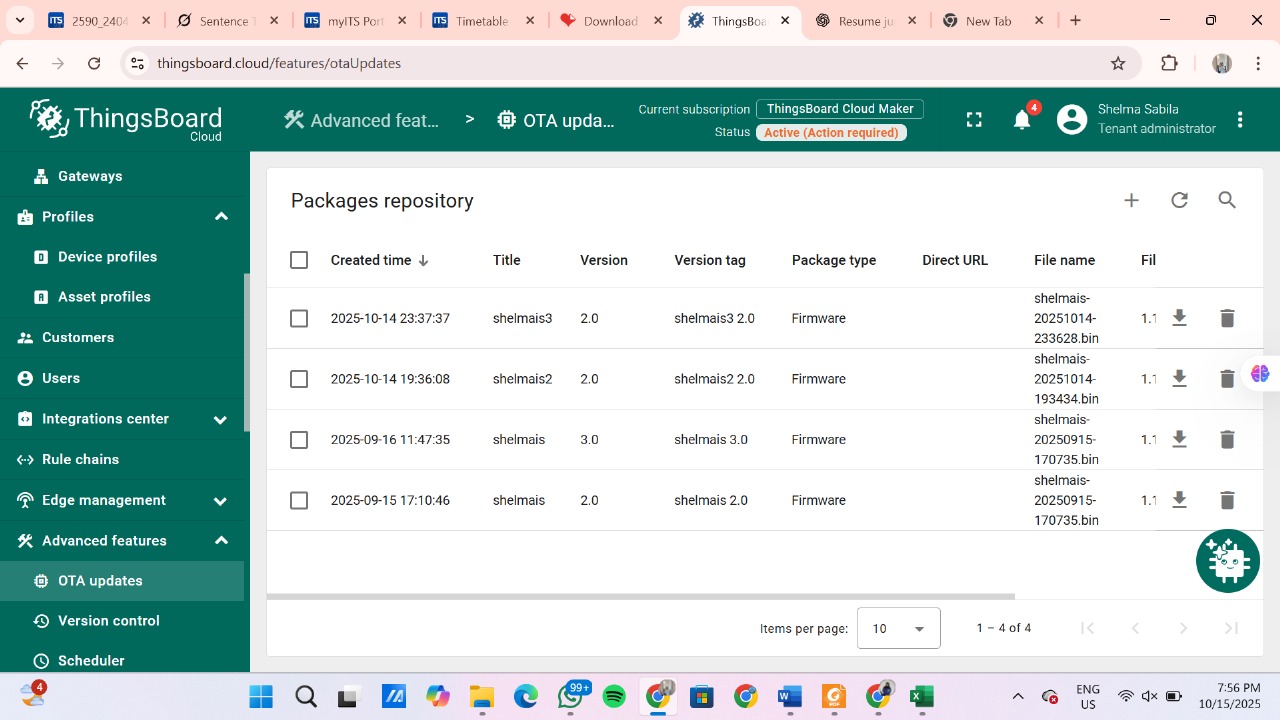 2590_2404
Sentence T
myITS Port
Timetable
Download
ThingsBoa
Resume ju
New Tab
thingsboard.cloud/features/otaUpdates
ThingsBoard
Cloud
Advanced feat...
>
OTA upda...
Current subscription
ThingsBoard Cloud Maker
Status
Active (Action required)
4
Shelma Sabila
Tenant administrator
Gateways
Profiles
Device profiles
Asset profiles
Customers
Users
Integrations center
Rule chains
Edge management
Advanced features
OTA updates
Version control
Scheduler
Packages repository
Created time
Title
Version
Version tag
Package type
Direct URL
File name
Fil
2025-10-14 23:37:37
shelmais3
2.0
shelmais3 2.0
Firmware
shelmais-
20251014-
233628.bin
1.1
2025-10-14 19:36:08
shelmais2
2.0
shelmais2 2.0
Firmware
shelmais-
20251014-
193434.bin
1.1
2025-09-16 11:47:35
shelmais
3.0
shelmais 3.0
Firmware
shelmais-
20250915-
170735.bin
1.1
2025-09-15 17:10:46
shelmais
2.0
shelmais 2.0
Firmware
shelmais-
20250915-
170735.bin
1.1
Items per page:
10
1 – 4 of 4
4
99+
ENG
US
7:56 PM
10/15/2025